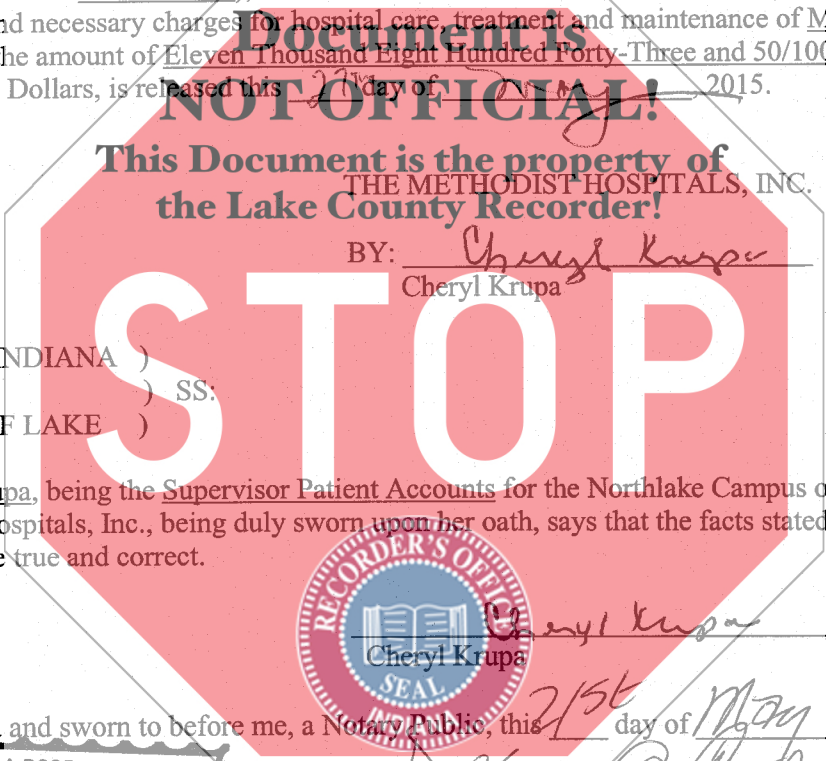 nd necessary charges for hospital care, treatment and maintenance of M
Document is
he amount of Eleven Thousand Eight Hundred Forty-Three and 50/100
Dollars, is released this day of May, 2015.
NOT OFFICIAL!
This Document is the property of
THE METHODIST HOSPITALS, INC.
the Lake County Recorder!
BY: Cheryl Krupa
Cheryl Krupa
STOP
NDIANA )
) SS:
F LAKE )
upa, being the Supervisor Patient Accounts for the Northlake Campus o
ospitals, Inc., being duly sworn upon her oath, says that the facts stated
e true and correct.
RECORDER'S OFFICE
Cheryl Krupa
Cheryl Krupa
SEAL
and sworn to before me, a Notary Public, this 21st day of May